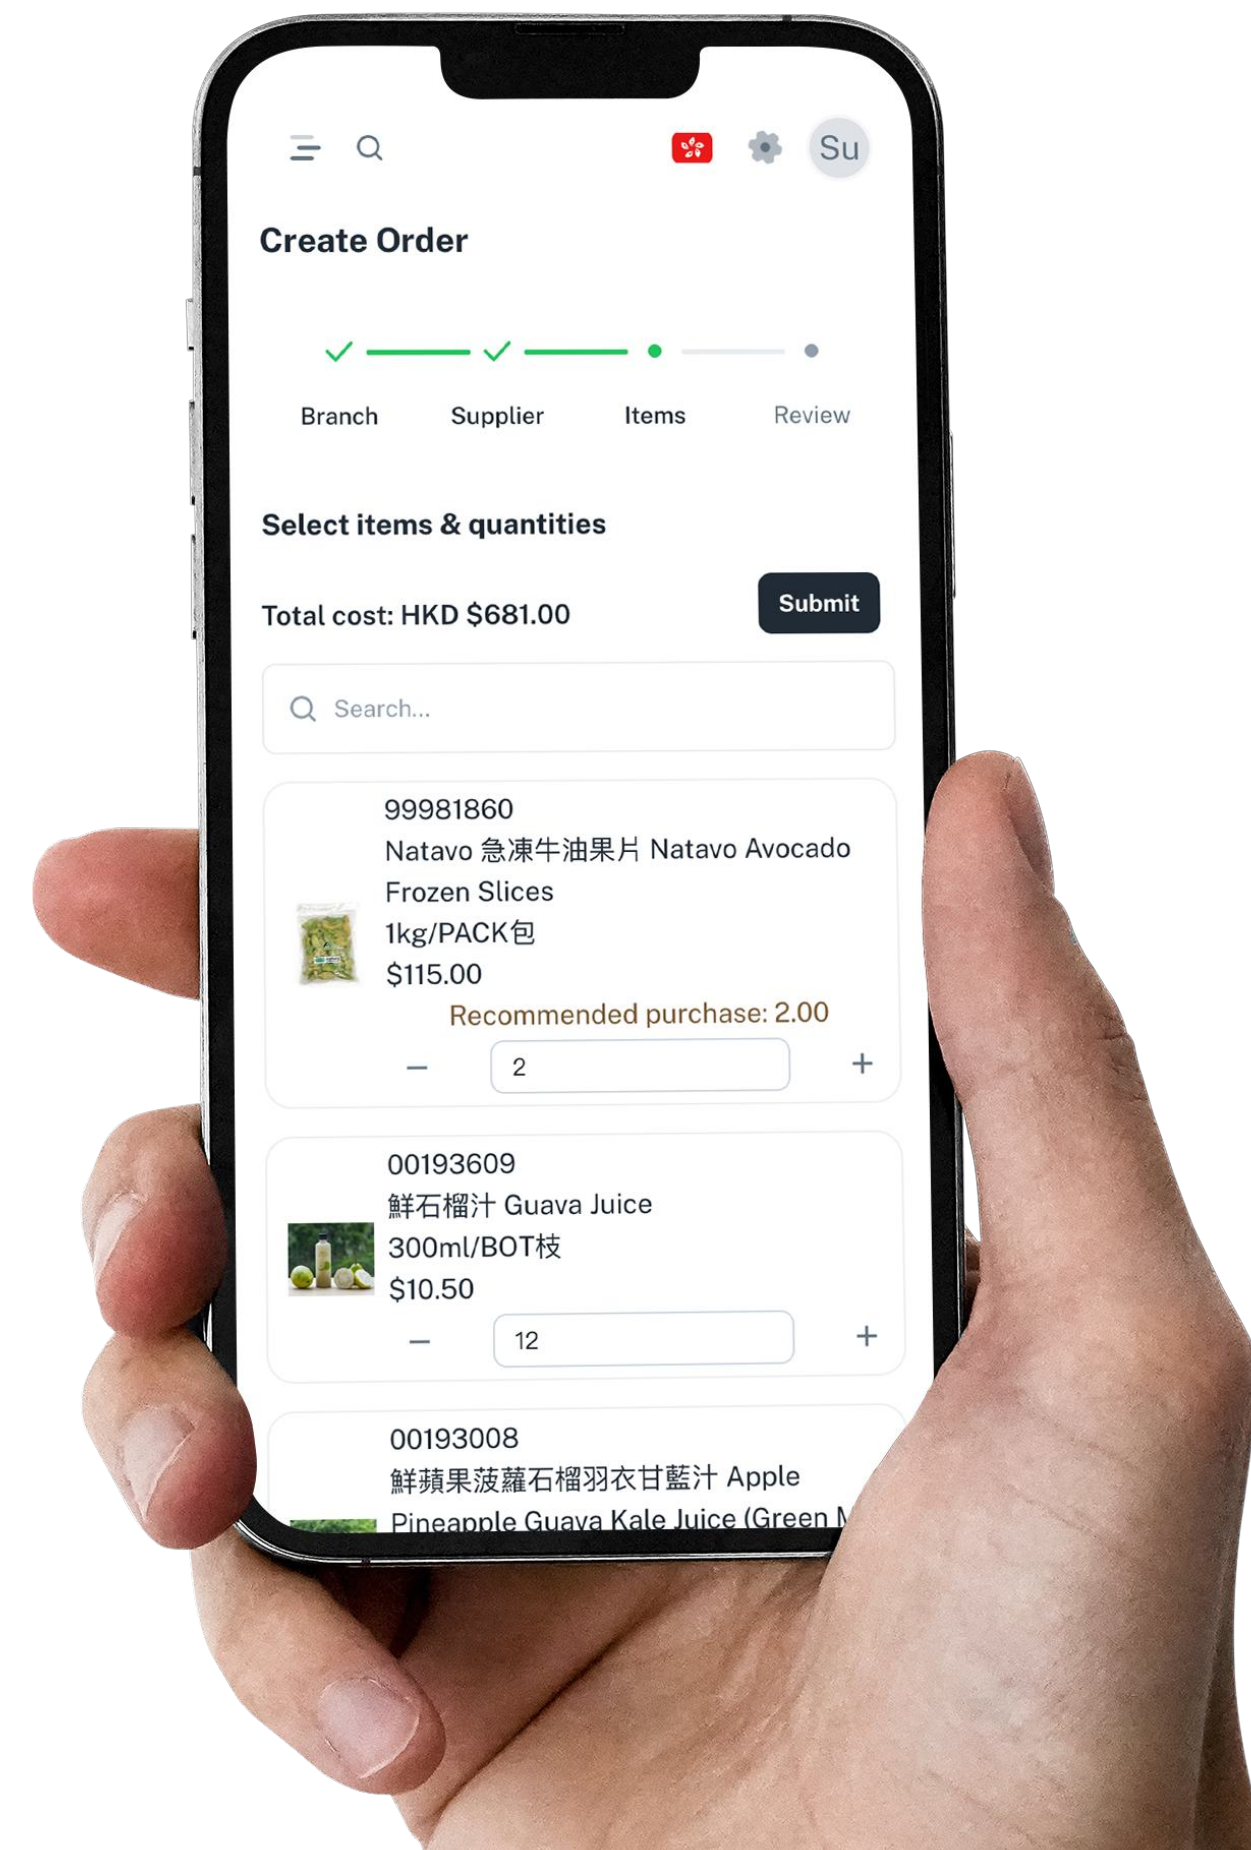 Su
Create Order
Branch Supplier Items Review
Select items & quantities
Total cost: HKD $681.00
Submit
Search...
99981860
Natavo 急凍牛油果片 Natavo Avocado
Frozen Slices
1kg/PACK包
$115.00
Recommended purchase: 2.00
− 2 +
00193609
鮮石榴汁 Guava Juice
300ml/BOT枝
$10.50
− 12 +
00193008
鮮蘋果菠蘿石榴羽衣甘藍汁 Apple
Pineapple Guava Kale Juice (Green